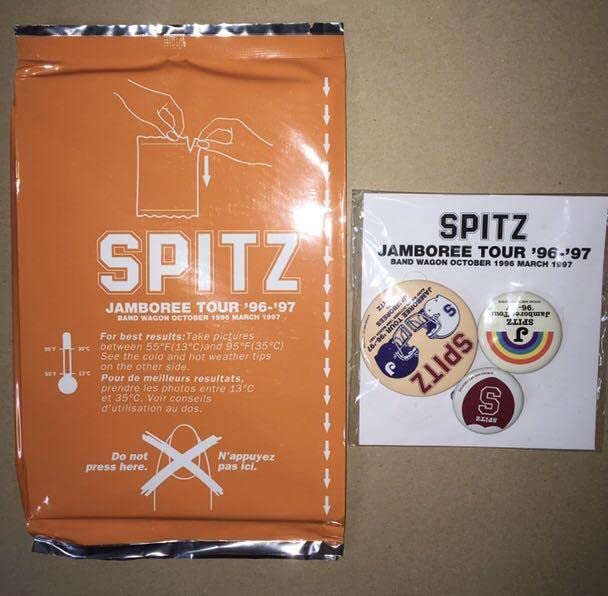 SPITZ
JAMBOREE TOUR '96-'97
BAND WAGON OCTOBER 1996 MARCH 1997
For best results:Take pictures
between 55°F(13°C)and 95°F(35°C)
See the cold and hot weather tips
on the other side.
Pour de meilleurs resultats,
prendre les photos entre 13°C
et 35°C. Voir conseils
d'utilisation au dos.
95°F 35°C
55°F 13°C
Do not
press here.
N'appuyez
pas ici.
SPITZ
JAMBOREE TOUR '96-'97
BAND WAGON OCTOBER 1996 MARCH 1997
JAMBOREE TOUR '96-'97
SPITZ
S
'96-'97
Jamboree Tour
SPITZ
J
S
SPITZ